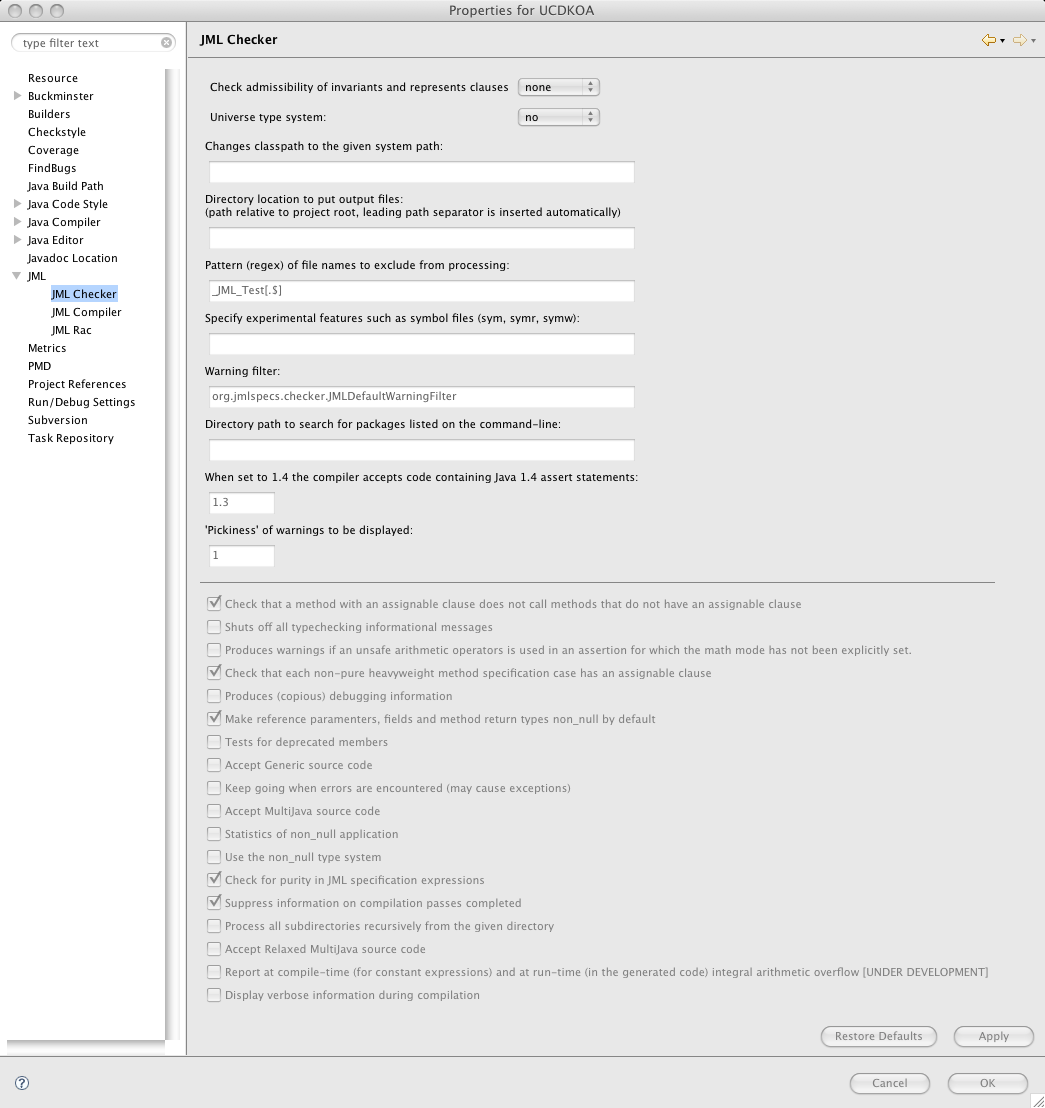 Properties for UCDKOA
type filter text
JML Checker
Resource
Buckminster
Builders
Checkstyle
Coverage
FindBugs
Java Build Path
Java Code Style
Java Compiler
Java Editor
Javadoc Location
JML
JML Checker
JML Compiler
JML Rac
Metrics
PMD
Project References
Run/Debug Settings
Subversion
Task Repository
Check admissibility of invariants and represents clauses none
Universe type system: no
Changes classpath to the given system path:
Directory location to put output files:
(path relative to project root, leading path separator is inserted automatically)
Pattern (regex) of file names to exclude from processing:
_JML_Test[.$]
Specify experimental features such as symbol files (sym, symr, symw):
Warning filter:
org.jmlspecs.checker.JMLDefaultWarningFilter
Directory path to search for packages listed on the command-line:
When set to 1.4 the compiler accepts code containing Java 1.4 assert statements:
1.3
'Pickiness' of warnings to be displayed:
1
Check that a method with an assignable clause does not call methods that do not have an assignable clause
Shuts off all typechecking informational messages
Produces warnings if an unsafe arithmetic operators is used in an assertion for which the math mode has not been explicitly set.
Check that each non-pure heavyweight method specification case has an assignable clause
Produces (copious) debugging information
Make reference paramenters, fields and method return types non_null by default
Tests for deprecated members
Accept Generic source code
Keep going when errors are encountered (may cause exceptions)
Accept MultiJava source code
Statistics of non_null application
Use the non_null type system
Check for purity in JML specification expressions
Suppress information on compilation passes completed
Process all subdirectories recursively from the given directory
Accept Relaxed MultiJava source code
Report at compile-time (for constant expressions) and at run-time (in the generated code) integral arithmetic overflow [UNDER DEVELOPMENT]
Display verbose information during compilation
Restore Defaults Apply
? Cancel OK